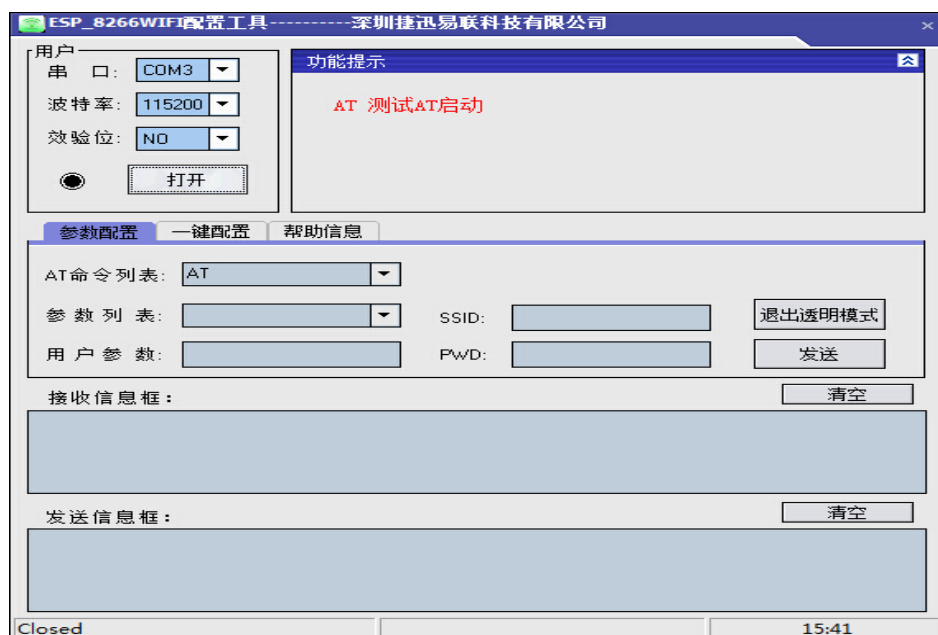 ESP_8266WIFI配置工具----------深圳捷迅易联科技有限公司
用户
串 口: COM3
波特率: 115200
效验位: NO
打开
功能提示
AT 测试AT启动
参数配置 一键配置 帮助信息
AT命令列表: AT
参 数 列 表:
SSID:
退出透明模式
用 户 参 数:
PWD:
发送
接收信息框:
清空
发送信息框:
清空
Closed
15:41